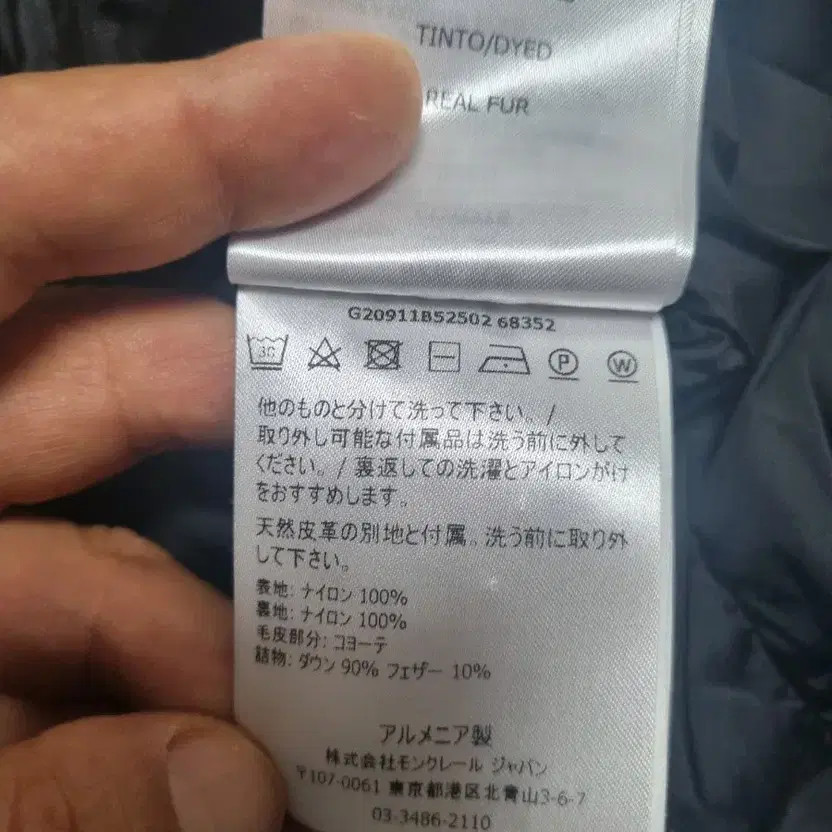 TINTO/DYED
REAL FUR
G20911B52502 68352
30
P
W
他のものと分けて洗って下さい。/
取り外し可能な付属品は洗う前に外して
ください。/ 裏返しての洗濯とアイロンがけ
をおすすめします。
天然皮革の別地と付属。洗う前に取り外
して下さい。
表地: ナイロン 100%
裏地: ナイロン 100%
毛皮部分: コヨーテ
詰物: ダウン 90% フェザー 10%
アルメニア製
株式会社モンクレール ジャパン
〒107-0061 東京都港区北青山3-6-7
03-3486-2110